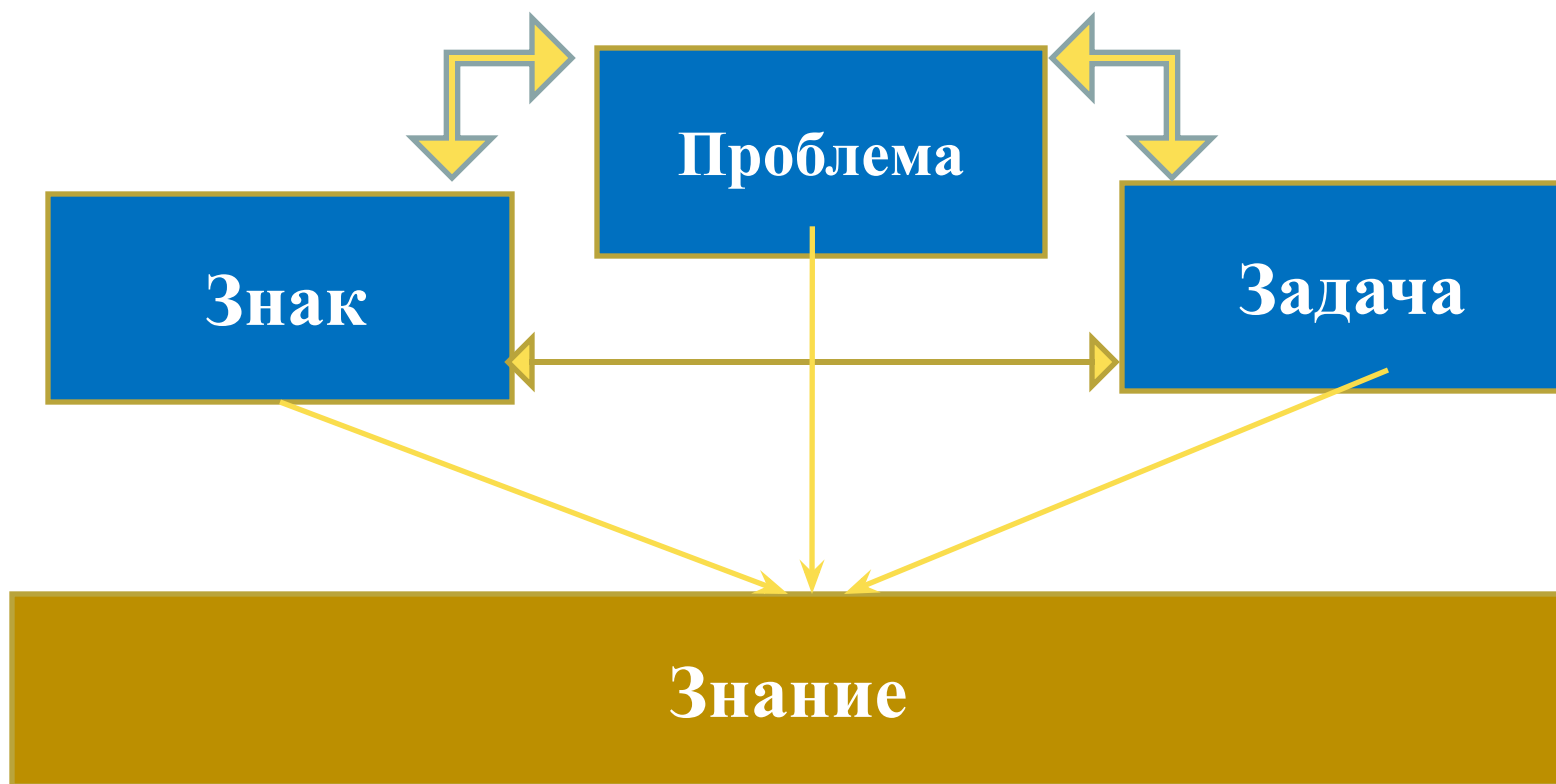 Проблема
Знак
Задача
Знание